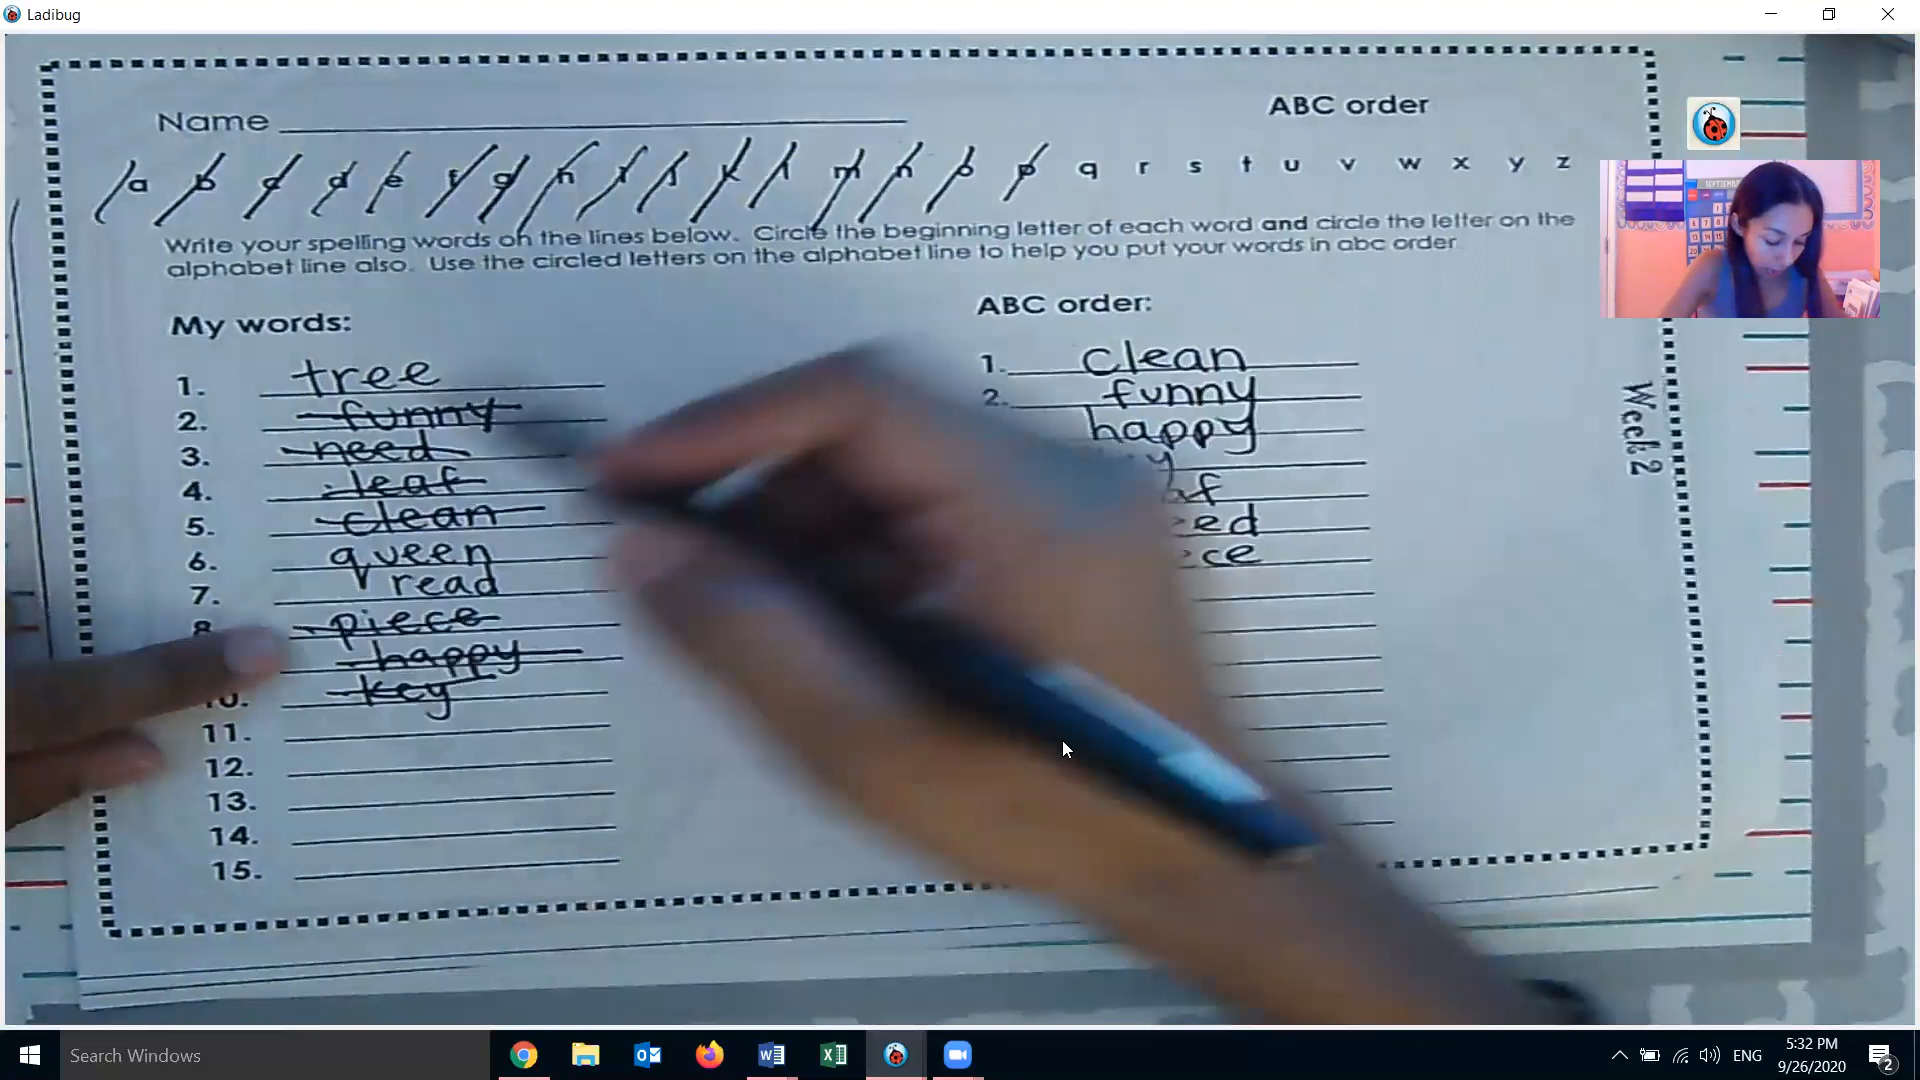 Ladibug
ABC order
Name
a b c d e f g h i j k l m n o p q r s t u v w x y z
Write your spelling words on the lines below. Circle the beginning letter of each word and circle the letter on the
alphabet line also. Use the circled letters on the alphabet line to help you put your words in abc order.
My words:
1. tree
2. funny
3. need
4. leaf
5. clean
6. queen
7. read
8 piece
happy
10. key
11.
12.
13.
14.
15.
ABC order:
1. clean
2. funny
happy
Week 2
SEPTEMBER
Search Windows
ENG
5:32 PM
9/26/2020
2